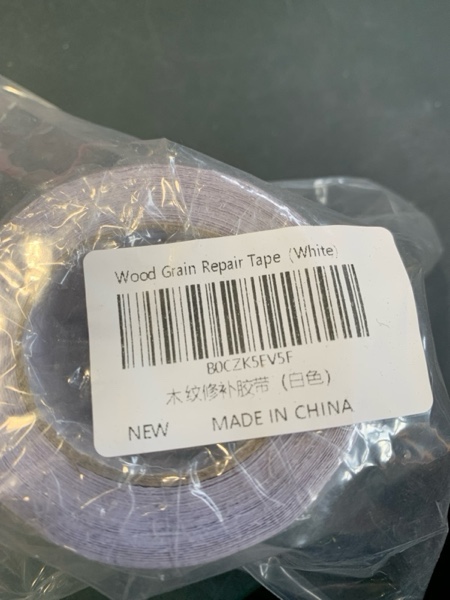 Wood Grain Repair Tape（White）
B0CZK5FV5F
木纹修补胶带（白色）
NEW MADE IN CHINA